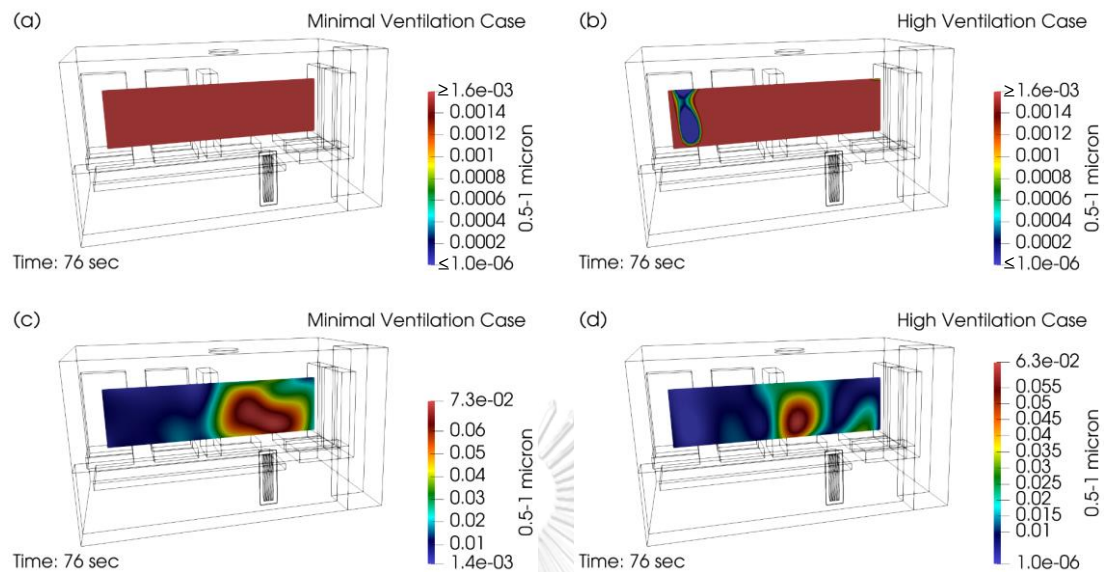 (a)
Minimal Ventilation Case
≥ 1.6e-03
0.0014
0.0012
0.001
0.0008
0.0006
0.0004
0.0002
≤ 1.0e-06
0.5-1 micron
Time: 76 sec
(b)
High Ventilation Case
≥ 1.6e-03
0.0014
0.0012
0.001
0.0008
0.0006
0.0004
0.0002
≤ 1.0e-06
0.5-1 micron
Time: 76 sec
(c)
Minimal Ventilation Case
7.3e-02
0.06
0.05
0.04
0.03
0.02
0.01
1.4e-03
0.5-1 micron
Time: 76 sec
(d)
High Ventilation Case
6.3e-02
0.055
0.05
0.045
0.04
0.035
0.03
0.025
0.02
0.015
0.01
1.0e-06
0.5-1 micron
Time: 76 sec